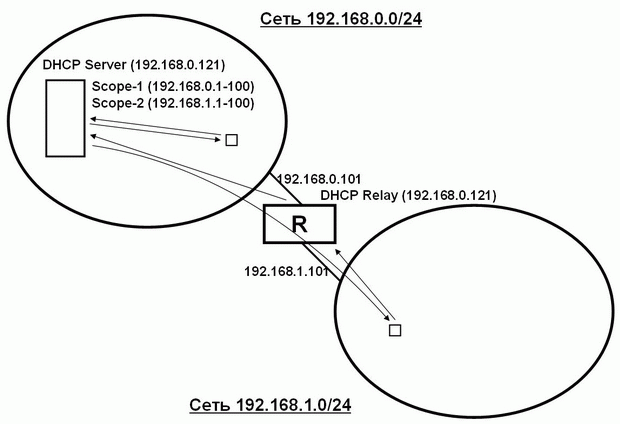 Сеть 192.168.0.0/24
DHCP Server (192.168.0.121)
Scope-1 (192.168.0.1-100)
Scope-2 (192.168.1.1-100)
192.168.0.101
DHCP Relay (192.168.0.121)
R
192.168.1.101
Сеть 192.168.1.0/24